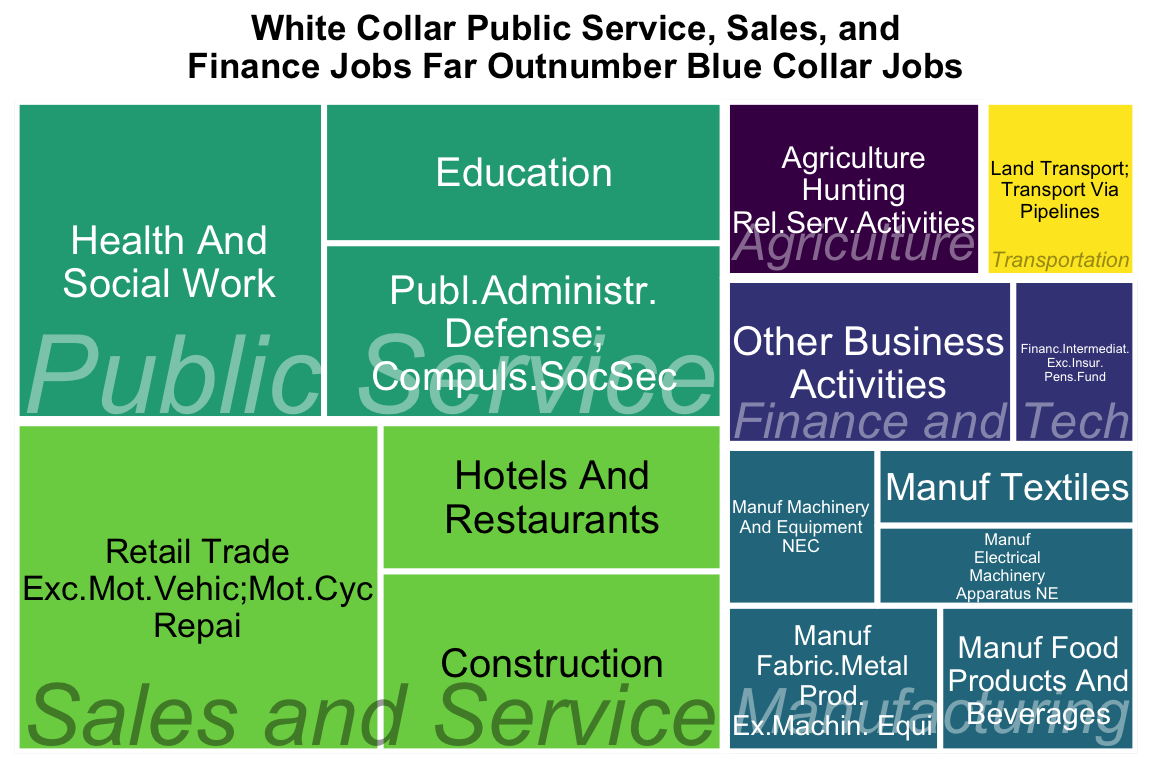 White Collar Public Service, Sales, and
Finance Jobs Far Outnumber Blue Collar Jobs
Health And
Social Work
Education
Publ.Administr.
Defense;
Compuls.SocSec
Public Service
Retail Trade
Exc.Mot.Vehic;Mot.Cyc
Repai
Hotels And
Restaurants
Construction
Sales and Service
Agriculture
Hunting
Rel.Serv.Activities
Agriculture
Land Transport;
Transport Via
Pipelines
Transportation
Other Business
Activities
Financ.Intermediat.
Exc.Insur.
Pens.Fund
Finance and Tech
Manuf Machinery
And Equipment
NEC
Manuf Textiles
Manuf
Electrical
Machinery
Apparatus NE
Manuf
Fabric.Metal
Prod.
Ex.Machin. Equi
Manuf Food
Products And
Beverages
Manufacturing